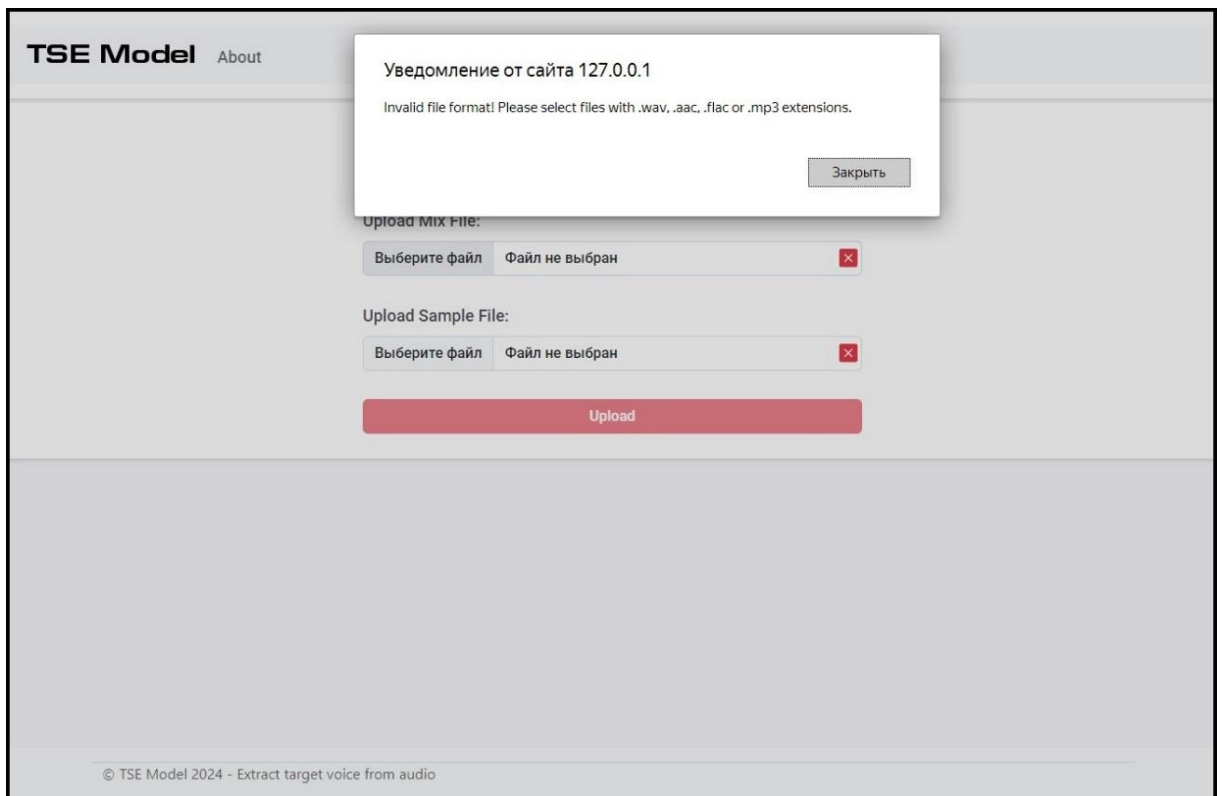 TSE Model About
Уведомление от сайта 127.0.0.1
Invalid file format! Please select files with .wav, .aac, .flac or .mp3 extensions.
Закрыть
Upload Mix File:
Выберите файл Файл не выбран
Upload Sample File:
Выберите файл Файл не выбран
Upload
© TSE Model 2024 - Extract target voice from audio